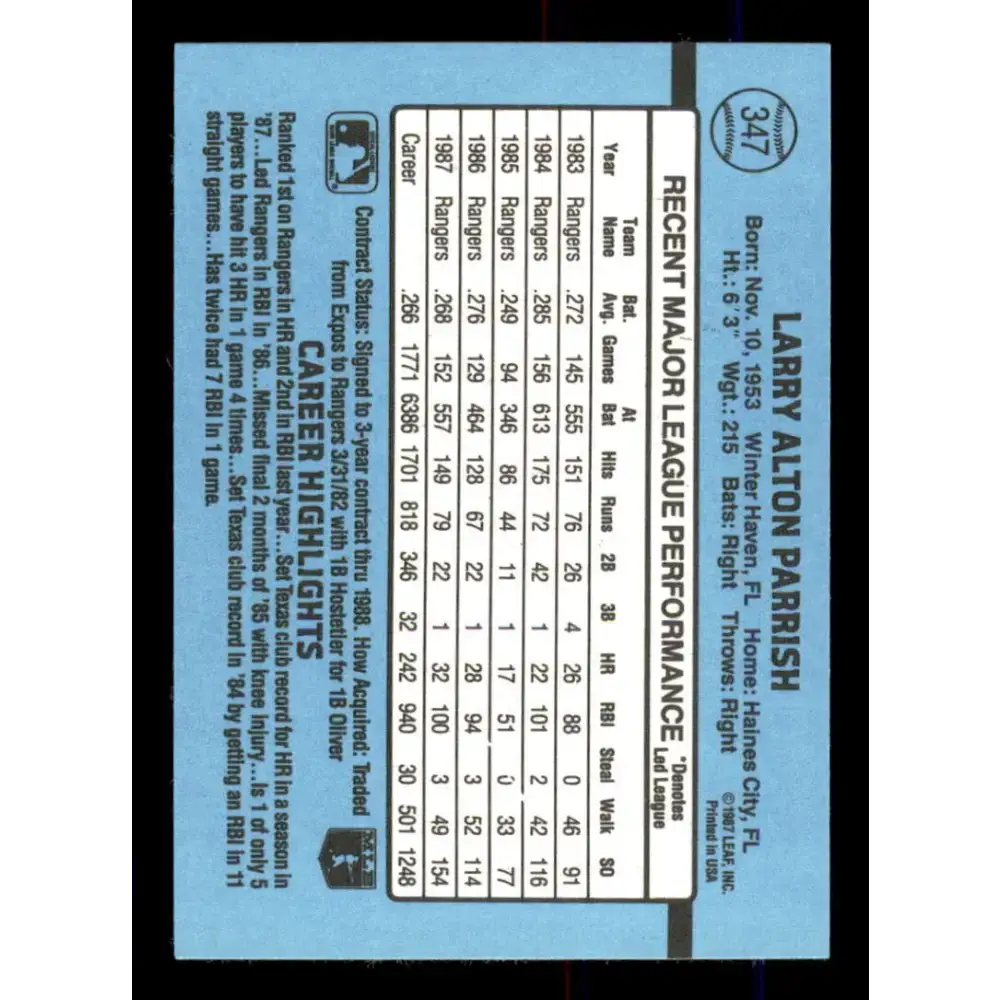 347
LARRY ALTON PARRISH
Born: Nov. 10, 1953 Winter Haven, FL Home: Haines City, FL
Ht.: 6'3" Wgt.: 215 Bats: Right Throws: Right
© 1987 LEAF, INC.
Printed in USA
RECENT MAJOR LEAGUE PERFORMANCE *Denotes Led League
Year Team Name Bat. Avg. Games At Bat Hits Runs 2B 3B HR RBI Steal Walk SO
1983 Rangers .272 145 555 151 76 26 4 26 88 0 46 91
1984 Rangers .285 156 613 175 72 42 1 22 101 2 42 116
1985 Rangers .249 94 346 86 44 11 1 17 51 0 33 77
1986 Rangers .276 129 464 128 67 22 1 28 94 3 52 114
1987 Rangers .268 152 557 149 79 22 1 32 100 3 49 154
Career .266 1771 6386 1701 818 346 32 242 940 30 501 1248
Contract Status: Signed to 3-year contract thru 1988. How Acquired: Traded
from Expos to Rangers 3/31/82 with 1B Hostetler for 1B Oliver
MLB
CAREER HIGHLIGHTS
Ranked 1st on Rangers in HR and 2nd in RBI last year...Set Texas club record for HR in a season in
'87...Led Rangers in RBI in '86...Missed final 2 months of '85 with knee injury...Is 1 of only 5
players to have hit 3 HR in 1 game 4 times...Set Texas club record in '84 by getting an RBI in 11
straight games...Has twice had 7 RBI in 1 game.